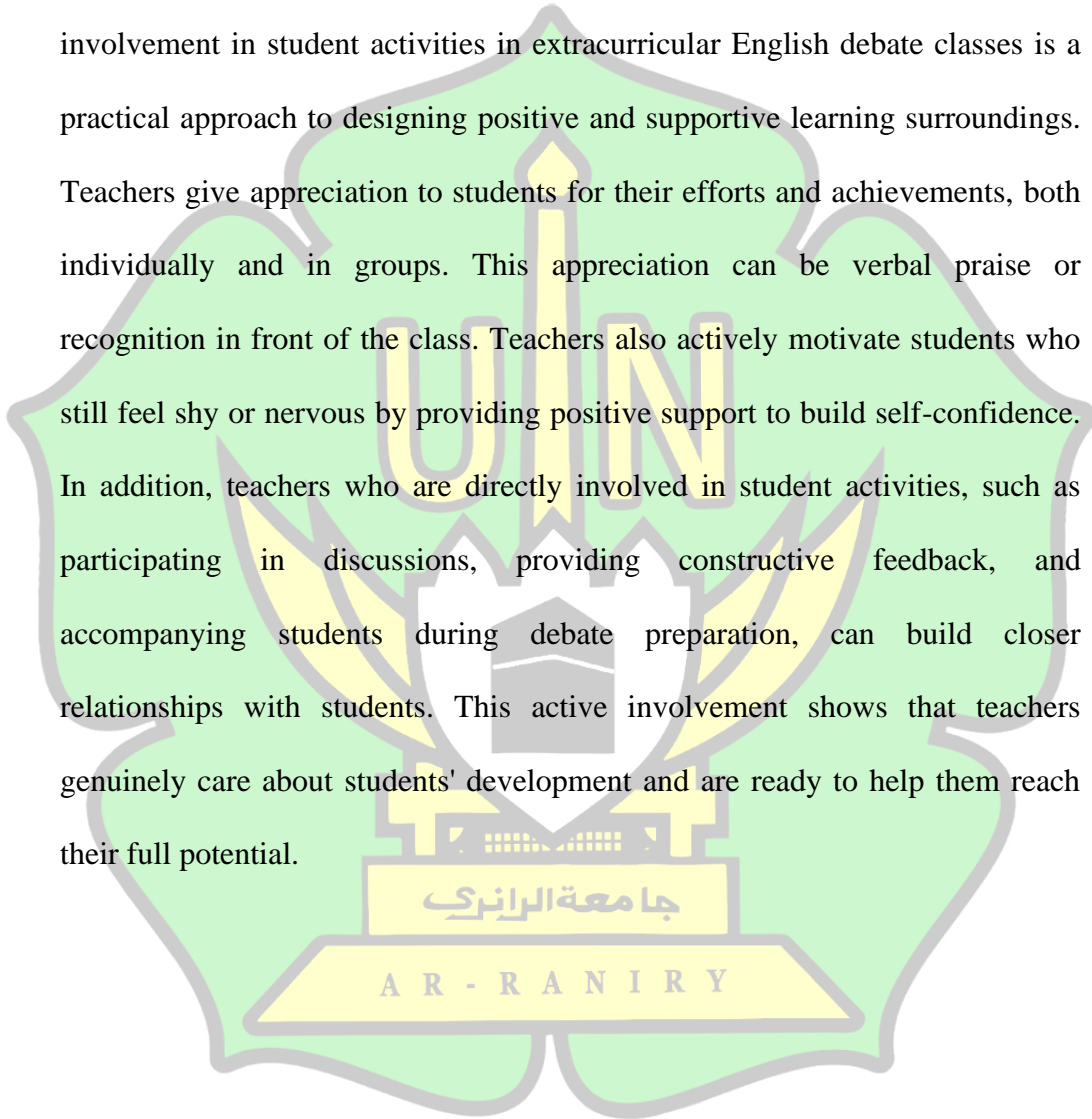 involvement in student activities in extracurricular English debate classes is a
practical approach to designing positive and supportive learning surroundings.
Teachers give appreciation to students for their efforts and achievements, both
individually and in groups. This appreciation can be verbal praise or
recognition in front of the class. Teachers also actively motivate students who
still feel shy or nervous by providing positive support to build self-confidence.
In addition, teachers who are directly involved in student activities, such as
participating in discussions, providing constructive feedback, and
accompanying students during debate preparation, can build closer
relationships with students. This active involvement shows that teachers
genuinely care about students' development and are ready to help them reach
their full potential.
UIN
جامعةالرانري
AR-RANIRY